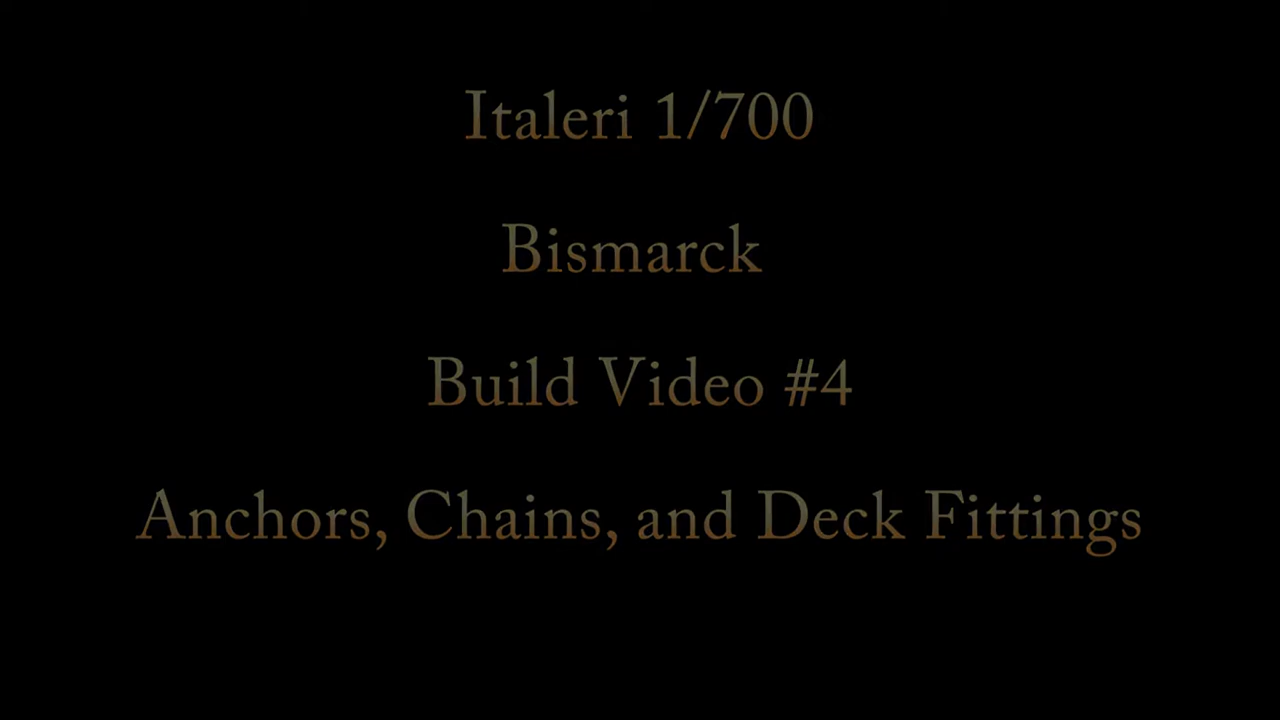 Italeri 1/700
Bismarck
Build Video #4
Anchors, Chains, and Deck Fittings